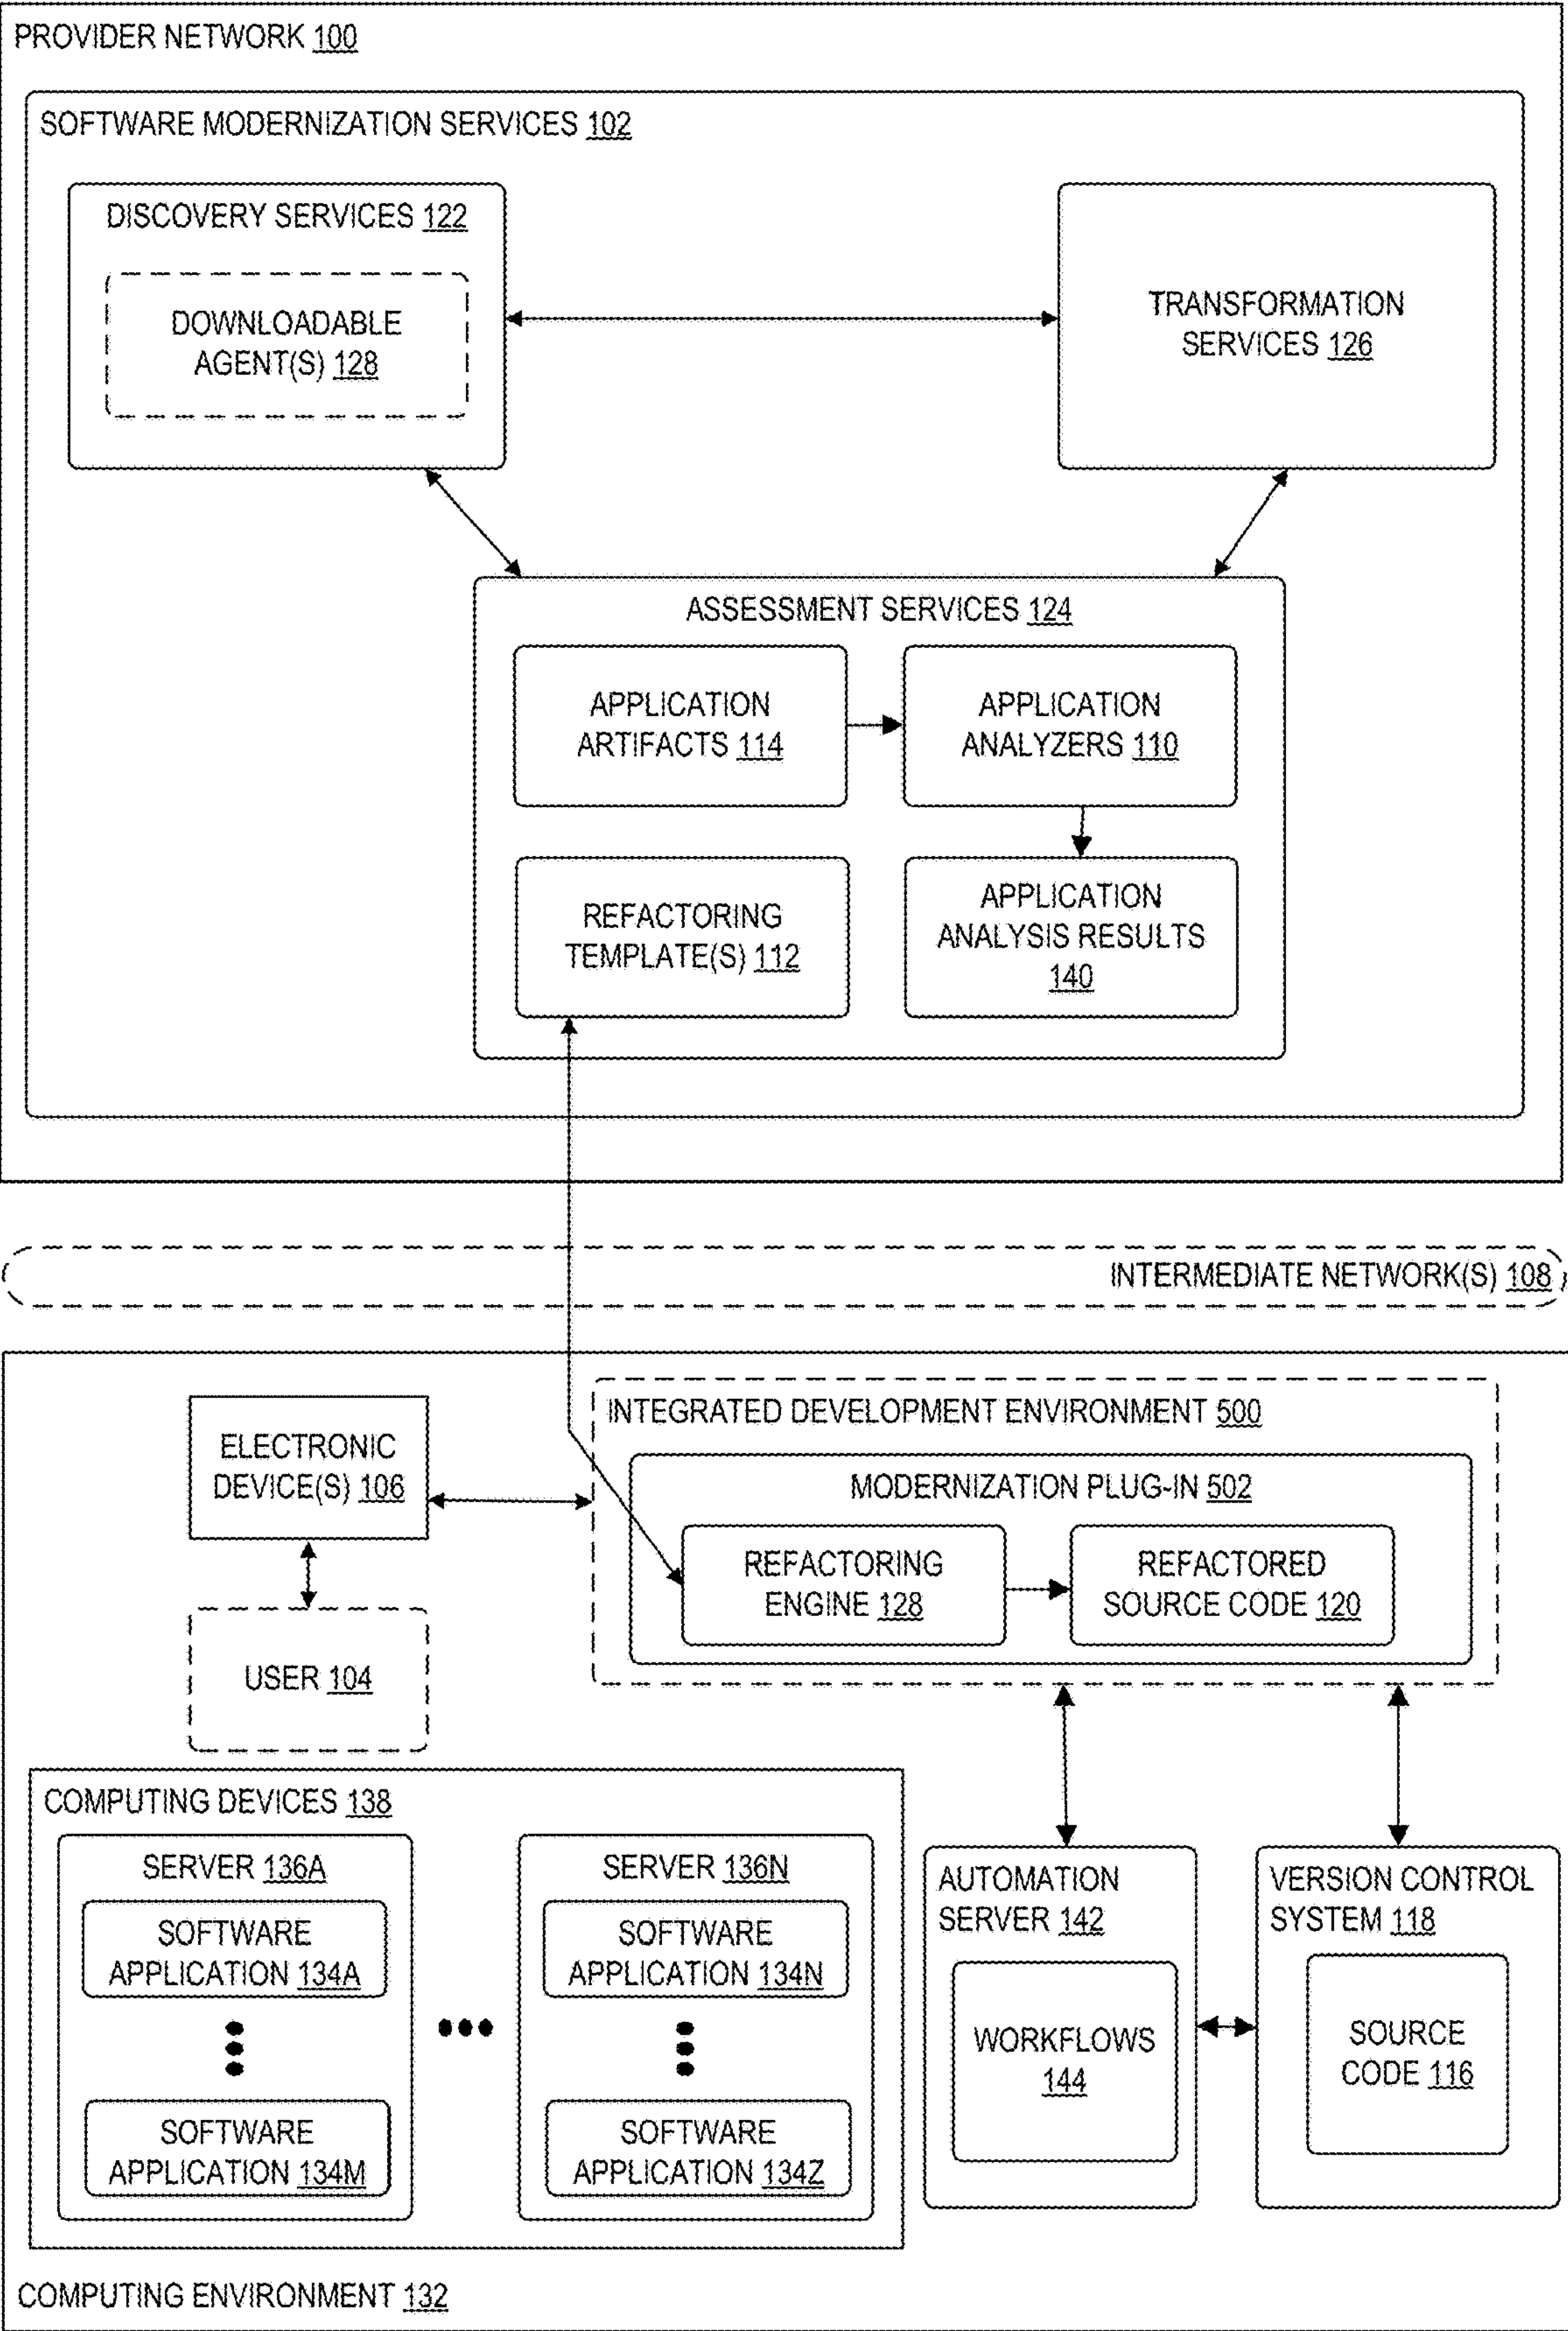 PROVIDER NETWORK 100
SOFTWARE MODERNIZATION SERVICES 102
DISCOVERY SERVICES 122
DOWNLOADABLE
AGENT(S) 128
TRANSFORMATION
SERVICES 126
ASSESSMENT SERVICES 124
APPLICATION
ARTIFACTS 114
APPLICATION
ANALYZERS 110
REFACTORING
TEMPLATE(S) 112
APPLICATION
ANALYSIS RESULTS
140
INTERMEDIATE NETWORK(S) 108
ELECTRONIC
DEVICE(S) 106
USER 104
INTEGRATED DEVELOPMENT ENVIRONMENT 500
MODERNIZATION PLUG-IN 502
REFACTORING
ENGINE 128
REFACTORED
SOURCE CODE 120
COMPUTING DEVICES 138
SERVER 136A
SOFTWARE
APPLICATION 134A
SOFTWARE
APPLICATION 134M
SERVER 136N
SOFTWARE
APPLICATION 134N
SOFTWARE
APPLICATION 134Z
AUTOMATION
SERVER 142
WORKFLOWS
144
VERSION CONTROL
SYSTEM 118
SOURCE
CODE 116
COMPUTING ENVIRONMENT 132